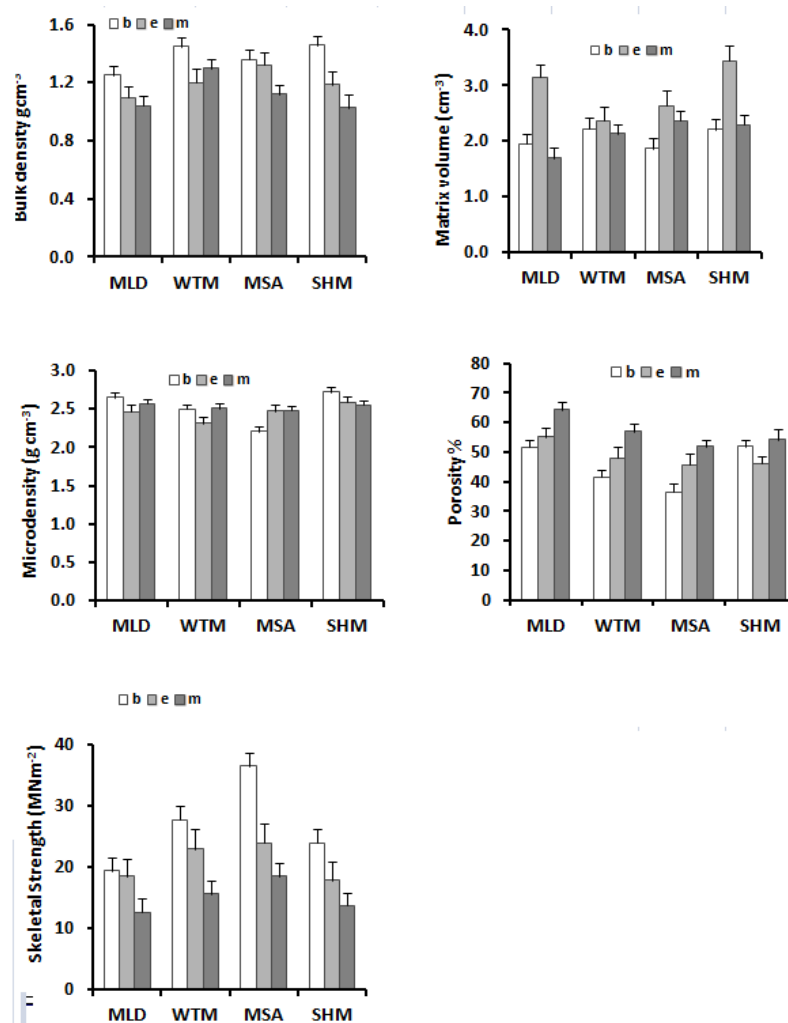 b e m
Bulk density gcm-3
1.6
1.2
0.8
0.4
0.0
MLD WTM MSA SHM
b e m
Matrix volume (cm-3)
4.0
3.0
2.0
1.0
0.0
MLD WTM MSA SHM
b e m
Microdensity (g cm-3)
3.0
2.5
2.0
1.5
1.0
0.5
0.0
MLD WTM MSA SHM
b e m
Porosity %
80
70
60
50
40
30
20
10
0
MLD WTM MSA SHM
b e m
Skeletal Strength (MNm-2)
40
30
20
10
0
MLD WTM MSA SHM